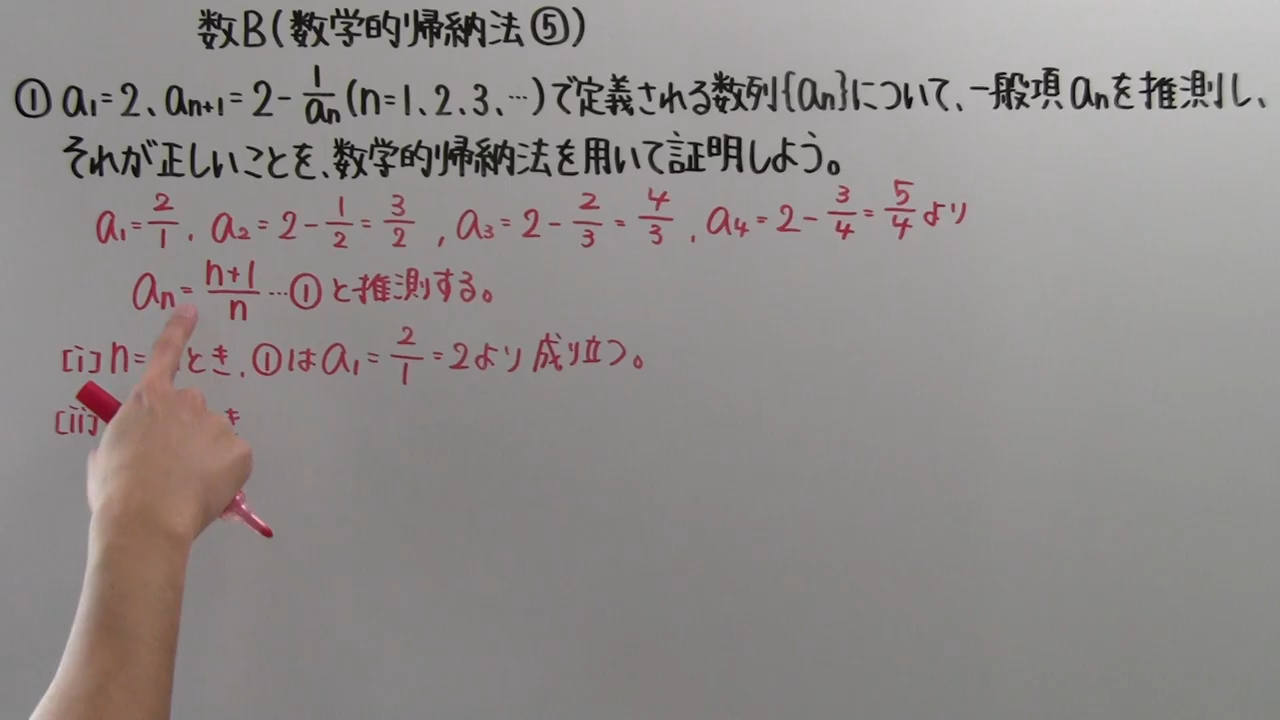 数B(数学的帰納法⑤)
① a₁=2、aₙ₊₁=2-1/aₙ(n=1、2、3、…)で定義される数列{aₙ}について、一般項aₙを推測し、
それが正しいことを、数学的帰納法を用いて証明しよう。
a₁=2/1, a₂=2-1/2=3/2, a₃=2-2/3=4/3, a₄=2-3/4=5/4より
aₙ=n+1/n…①と推測する。
[i]n= とき、①はa₁=2/1=2より成り立つ。
[ii] き